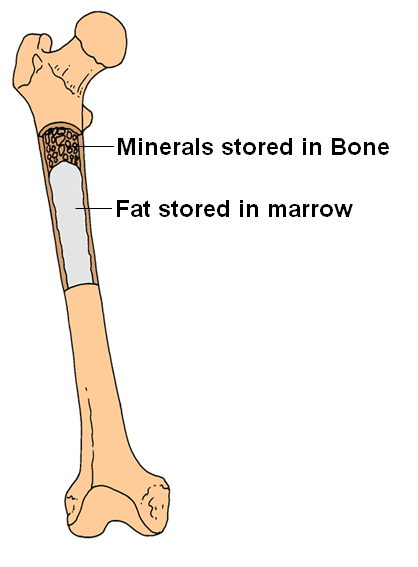 Minerals stored in Bone
Fat stored in marrow